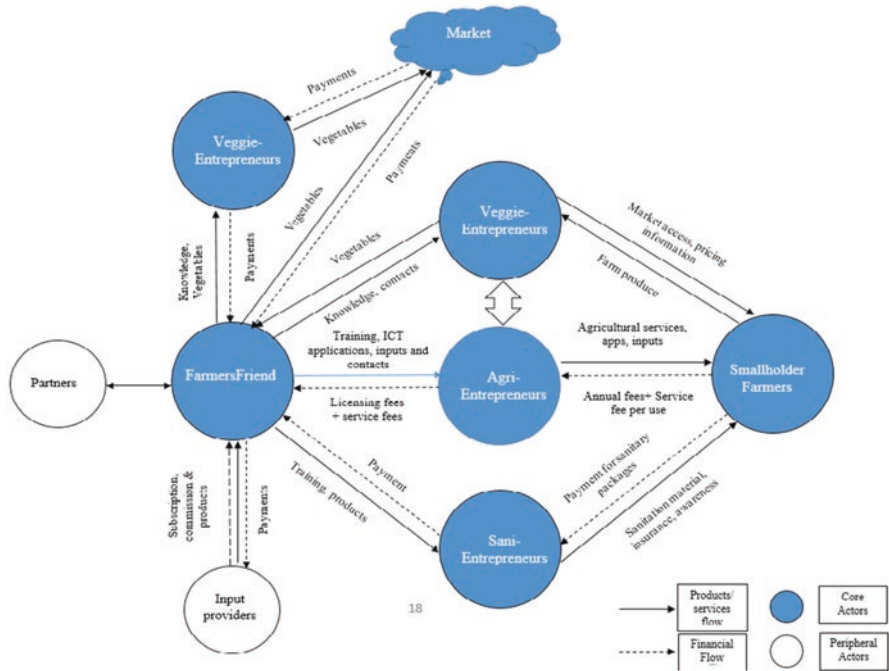 Market
Payments
Vegetables
Veggie-
Entrepreneurs
Knowledge,
Vegetables
Payments
Vegetables
Payments
Veggie-
Entrepreneurs
Vegetables
Knowledge, contacts
Market access, pricing
information
Farm produce
Training, ICT
applications, inputs and
contacts
Agricultural services,
apps, inputs
Partners
FarmersFriend
Agri-
Entrepreneurs
Smallholder
Farmers
Licensing fees
+ service fees
Annual fees+ Service
fee per use
Payment
Training, products
Payment for sanitary
packages
Sanitation material,
insurance, awareness
Subscription,
commission &
products
Payments
Sani-
Entrepreneurs
Input
providers
18
Products/
services
flow
Core
Actors
Financial
Flow
Peripheral
Actors